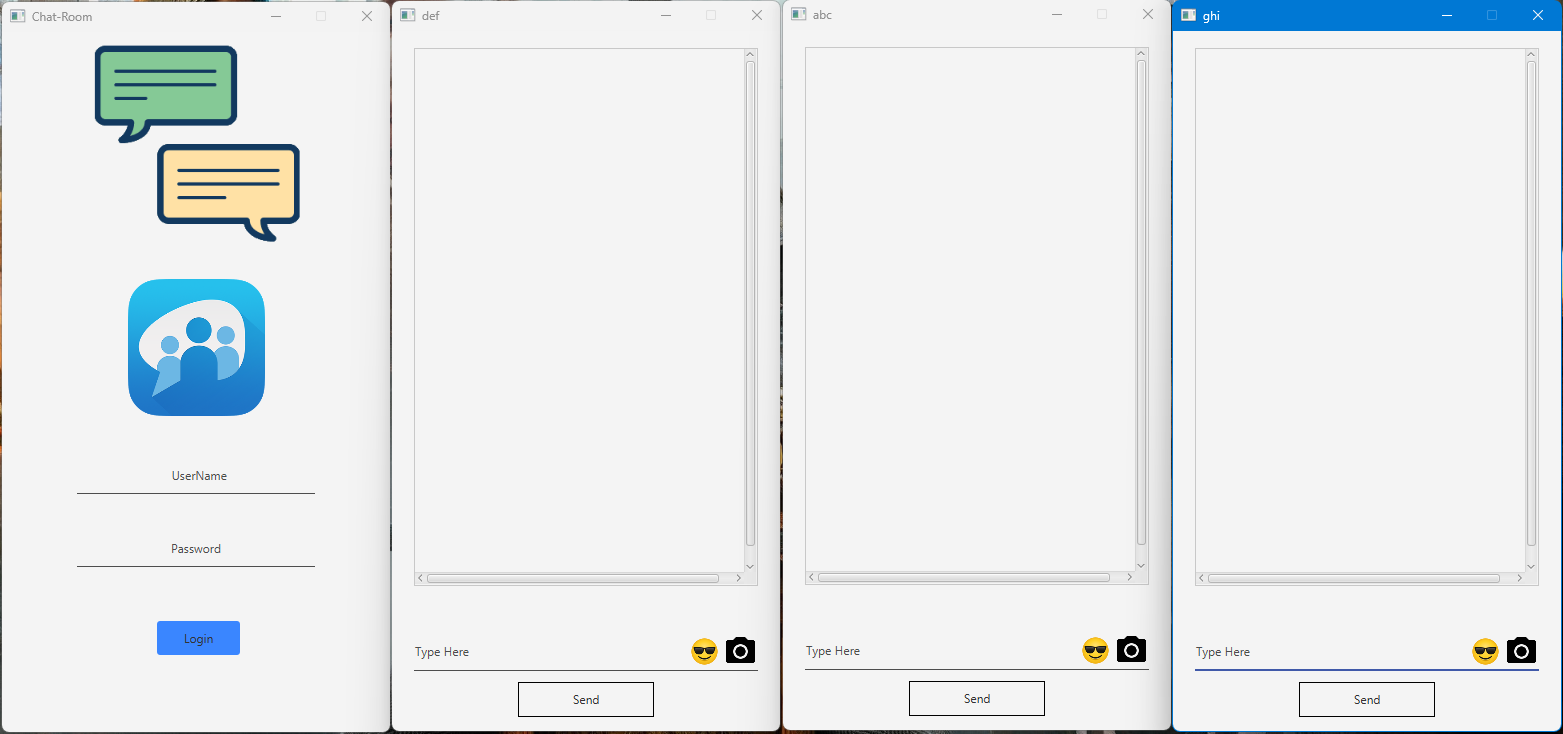 Chat-Room
UserName
Password
Login
def
Type Here
Send
abc
Type Here
Send
ghi
Type Here
Send